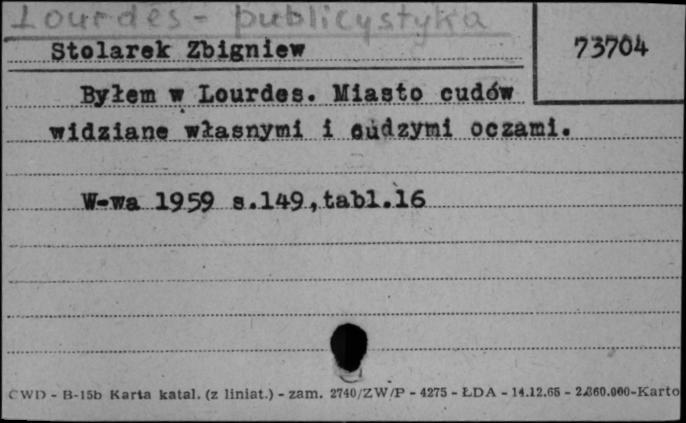 Lourdes - publicystyka
Stolarek Zbigniew
73704
Byłem w Lourdes. Miasto cudów
widziane własnymi i cudzymi oczami.
W-wa 1959 s.149,tabl.16
CWD - B-15b Karta katal. (z liniat.) - zam. 2740/ZW/P - 4275 - ŁDA - 14.12.65 - 2.860.000-Karto